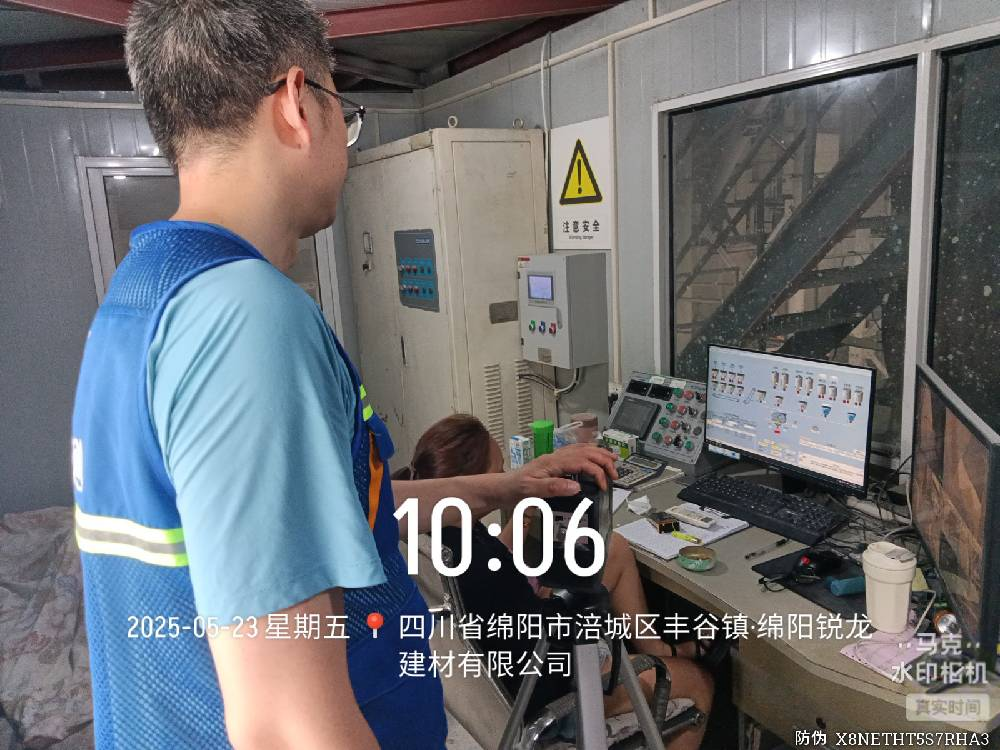 注意安全
10:06
2025-05-23 星期五 四川省绵阳市涪城区丰谷镇·绵阳锐龙
建材有限公司
马克
水印相机
真实时间
防伪 X8NETHT5S7RHA3